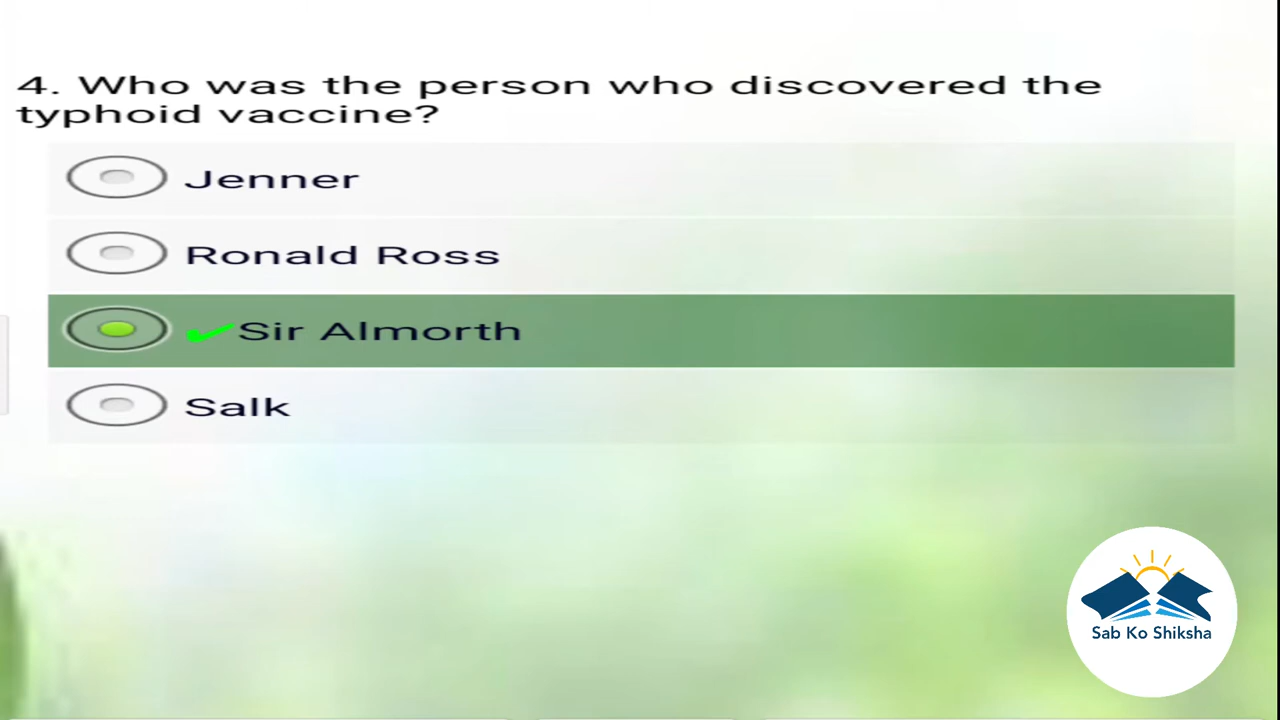 4. Who was the person who discovered the
typhoid vaccine?
Jenner
Ronald Ross
Sir Almorth
Salk
Sab Ko Shiksha